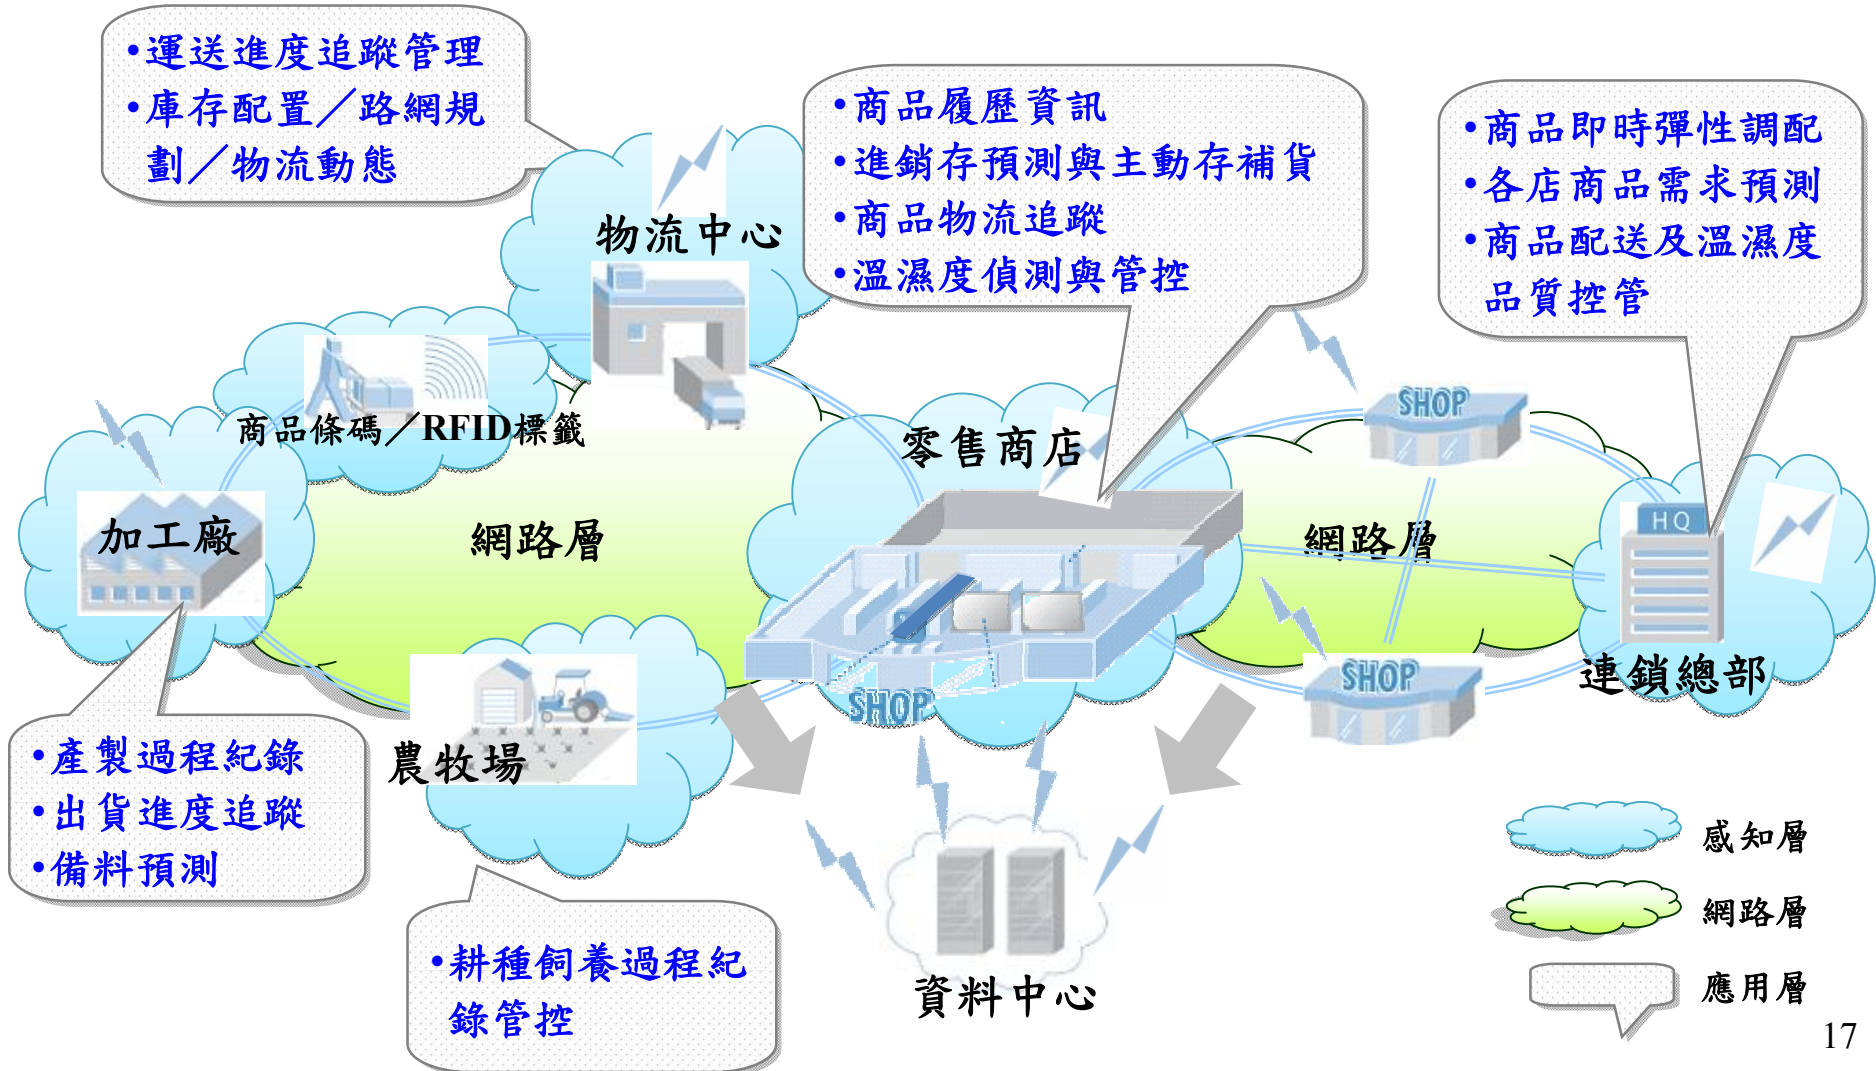 •運送進度追蹤管理
•庫存配置／路網規
劃／物流動態
•商品履歷資訊
•進銷存預測與主動存補貨
•商品物流追蹤
•溫濕度偵測與管控
•商品即時彈性調配
•各店商品需求預測
•商品配送及溫濕度
品質控管
物流中心
商品條碼／RFID標籤
零售商店
SHOP
加工廠
網路層
網路層
HQ
SHOP
連鎖總部
SHOP
農牧場
•產製過程紀錄
•出貨進度追蹤
•備料預測
•耕種飼養過程紀
錄管控
資料中心
感知層
網路層
應用層
17